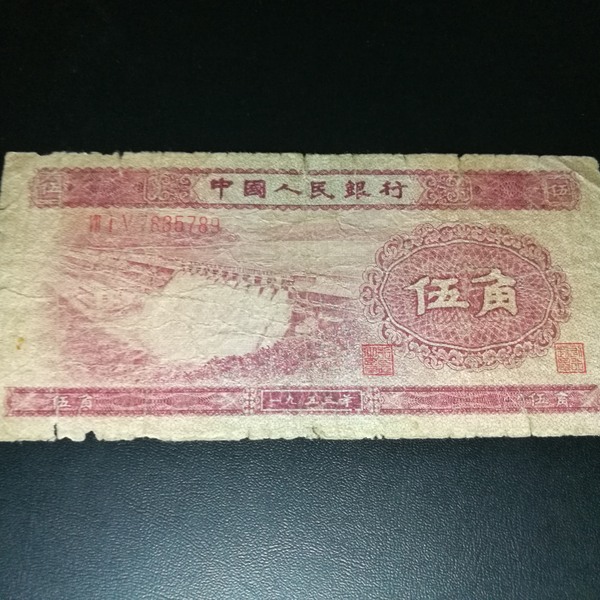 伍 中國人民銀行 伍
伍角
伍角 一九五三年 伍角